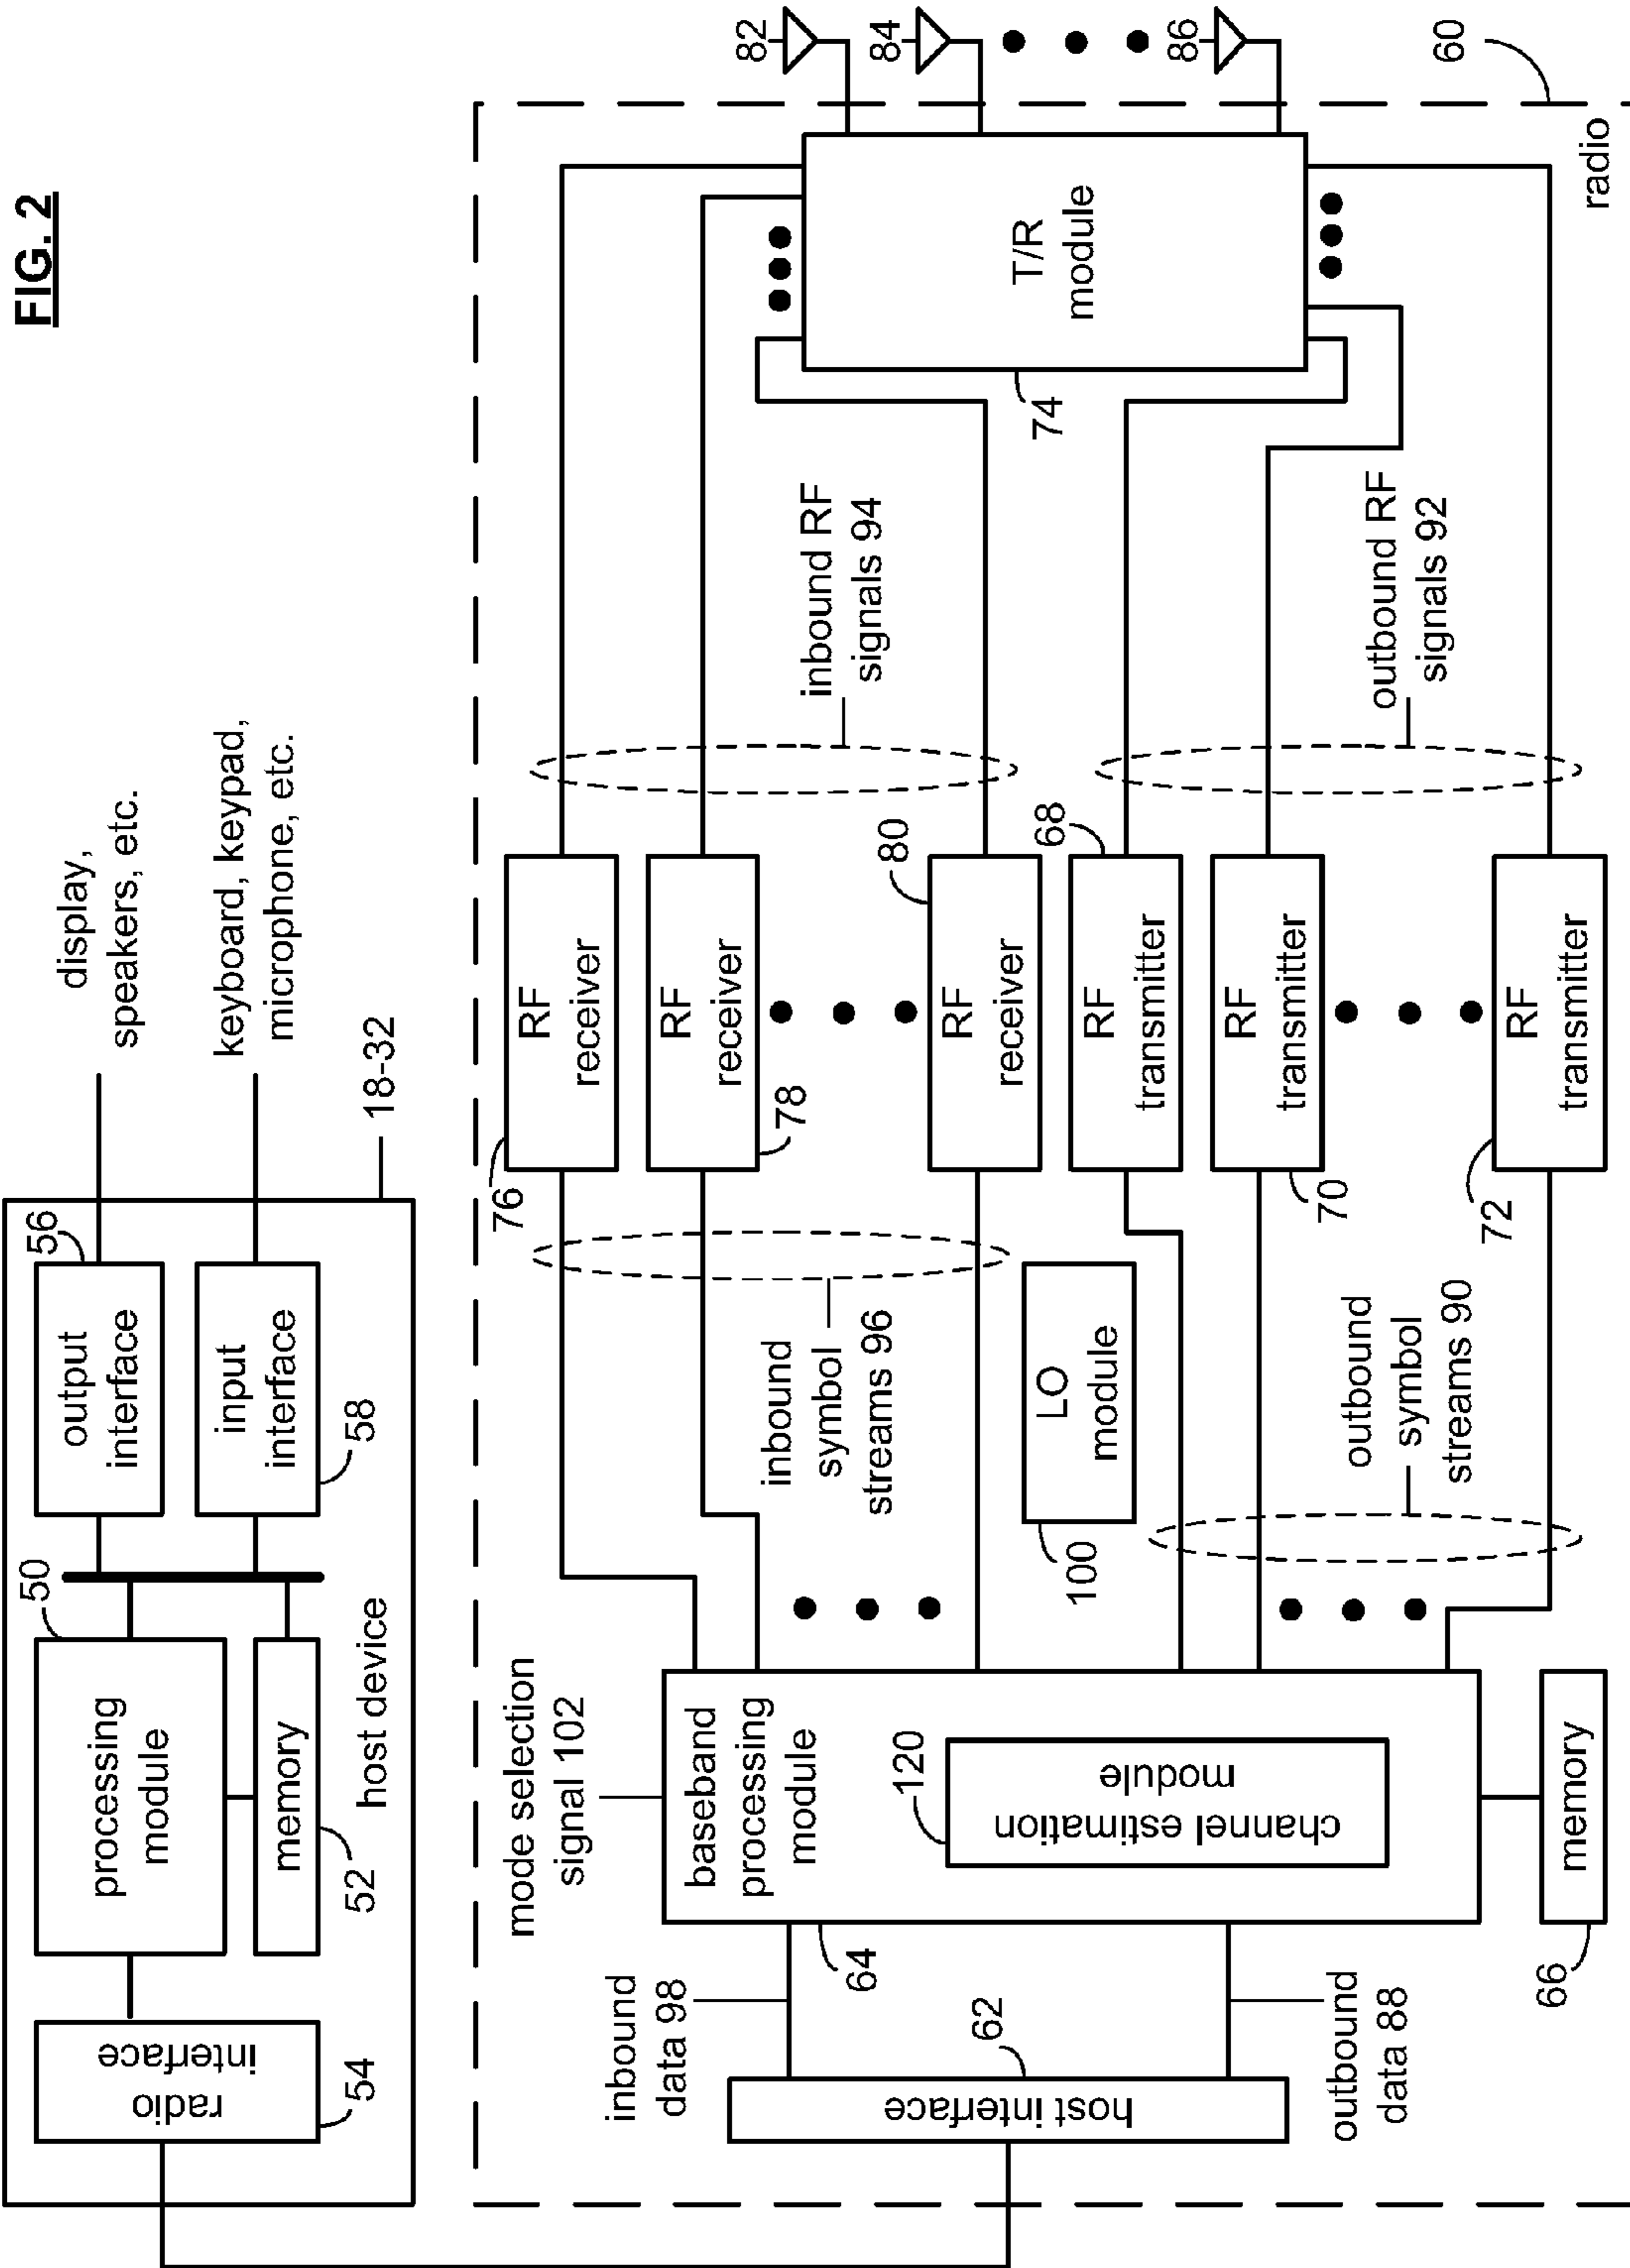 FIG. 2
display,
speakers, etc.
keyboard, keypad,
microphone, etc.
18-32
56
output
interface
input
interface
58
50
processing
module
memory
52
host device
radio
interface
54
mode selection
signal 102
baseband
processing
module
120
channel estimation
module
64
memory
66
inbound
data 98
62
host interface
outbound
data 88
inbound
symbol
streams 96
LO
module
100
outbound
symbol
streams 90
RF
receiver
76
RF
receiver
78
RF
receiver
80
RF
transmitter
68
RF
transmitter
70
RF
transmitter
72
inbound RF
signals 94
outbound RF
signals 92
T/R
module
74
82
84
86
60
radio